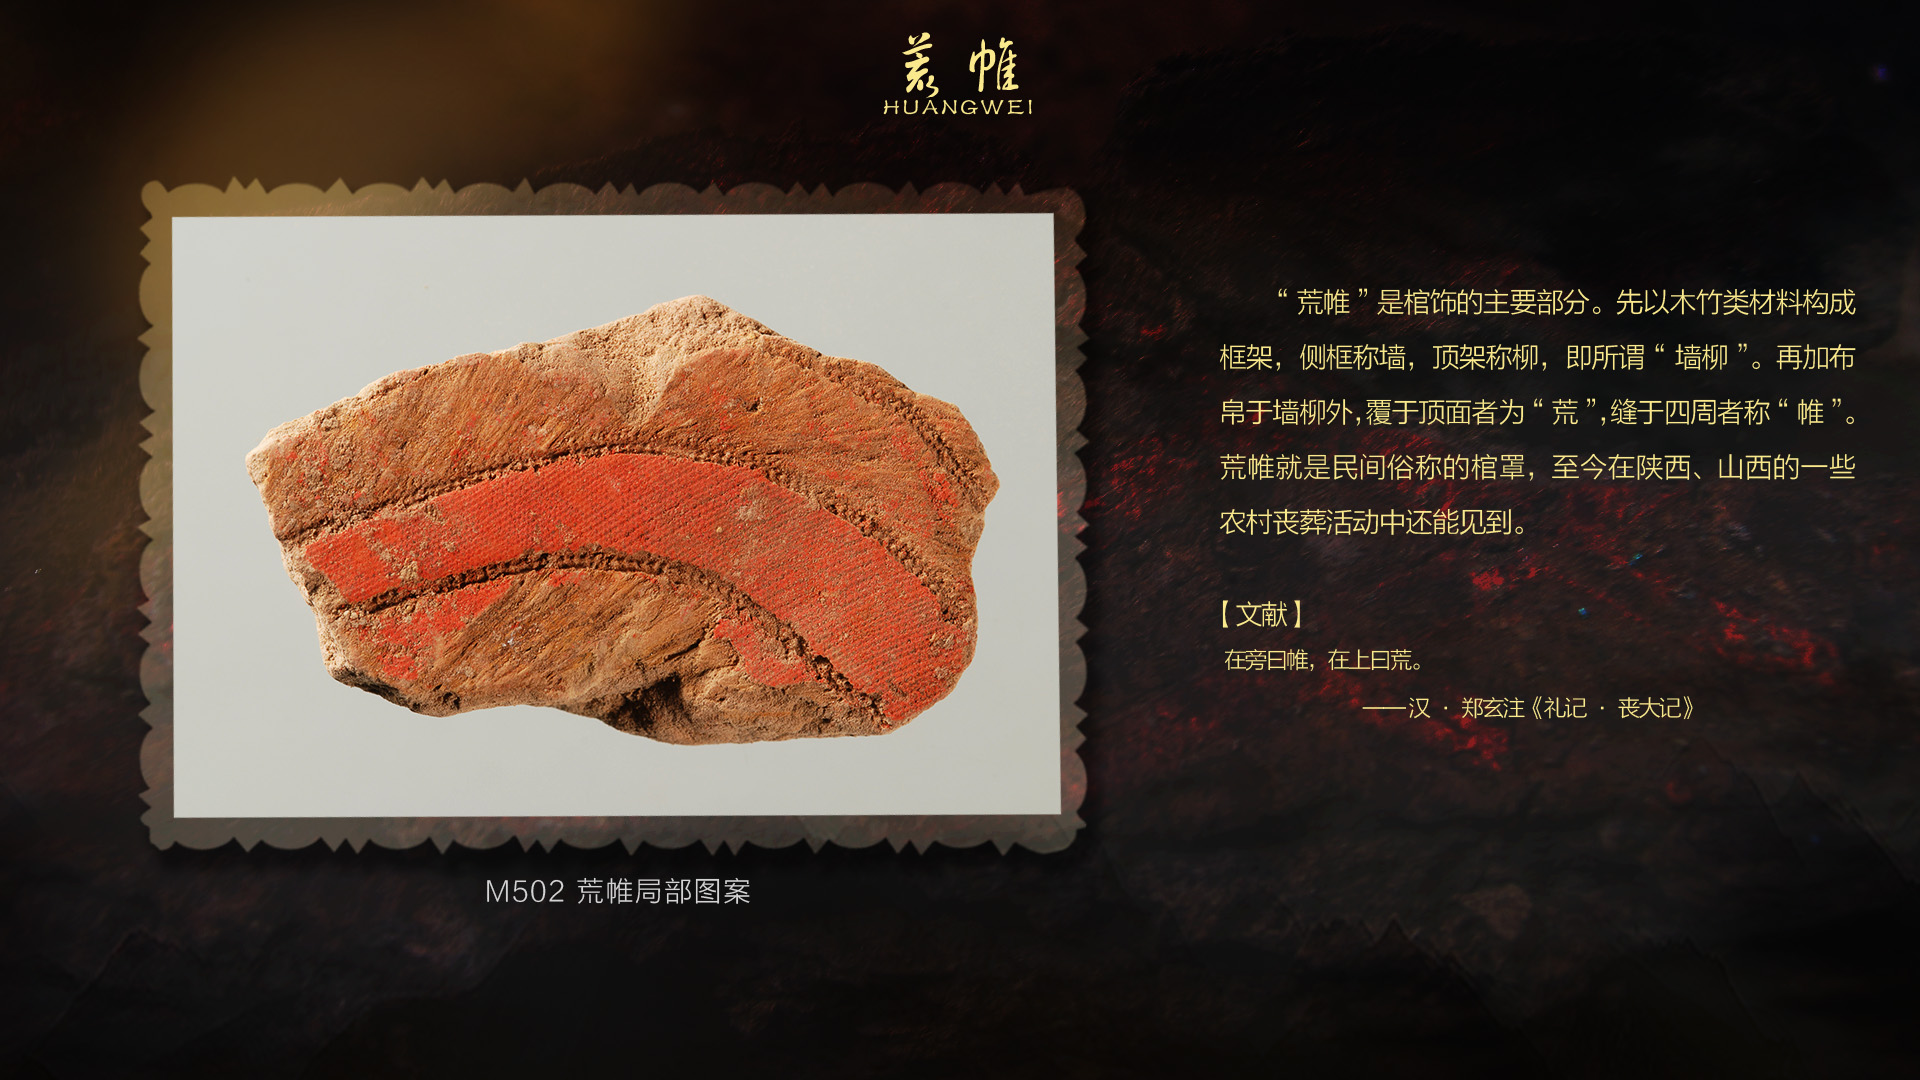 荒帷
HUANGWEI
“荒帷”是棺饰的主要部分。先以木竹类材料构成
框架，侧框称墙，顶架称柳，即所谓“墙柳”。再加布
帛于墙柳外，覆于顶面者为“荒”，缝于四周者称“帷”。
荒帷就是民间俗称的棺罩，至今在陕西、山西的一些
农村丧葬活动中还能见到。
【文献】
在旁曰帷，在上曰荒。
——汉 · 郑玄注《礼记 · 丧大记》
M502 荒帷局部图案